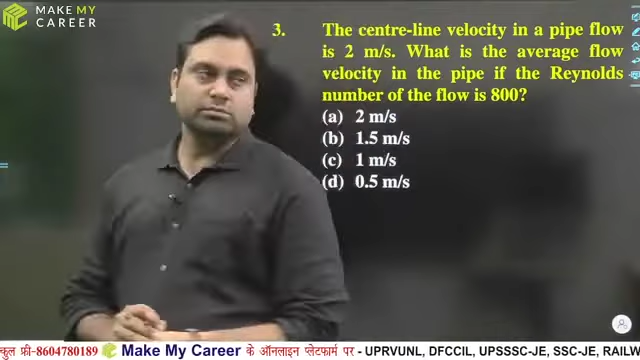 MAKE MY
CAREER
3. The centre-line velocity in a pipe flow
is 2 m/s. What is the average flow
velocity in the pipe if the Reynolds
number of the flow is 800?
(a) 2 m/s
(b) 1.5 m/s
(c) 1 m/s
(d) 0.5 m/s
फ्री-8604780189 Make My Career के ऑनलाइन प्लेटफार्म पर - UPRVUNL, DFCCIL, UPSSSC-JE, SSC-JE, RAILW